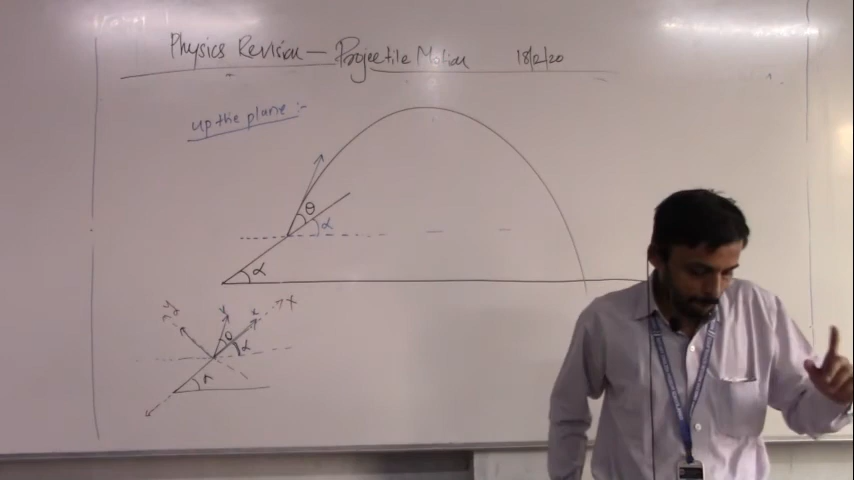 Physics Revision — Projectile Motion 18/2/20
up the plane :-
θ
α
α
y x x
θ
α